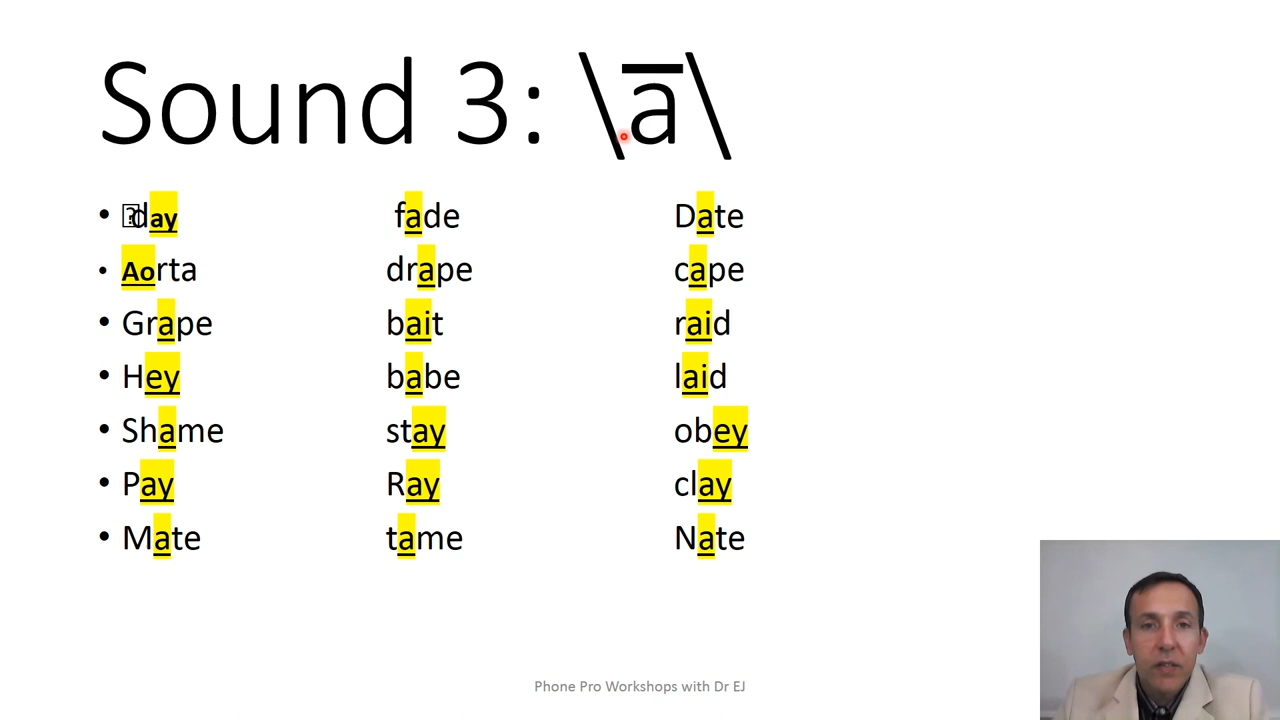 Sound 3: \ā\
• day fade Date
• Aorta drape cape
• Grape bait raid
• Hey babe laid
• Shame stay obey
• Pay Ray clay
• Mate tame Nate
Phone Pro Workshops with Dr EJ